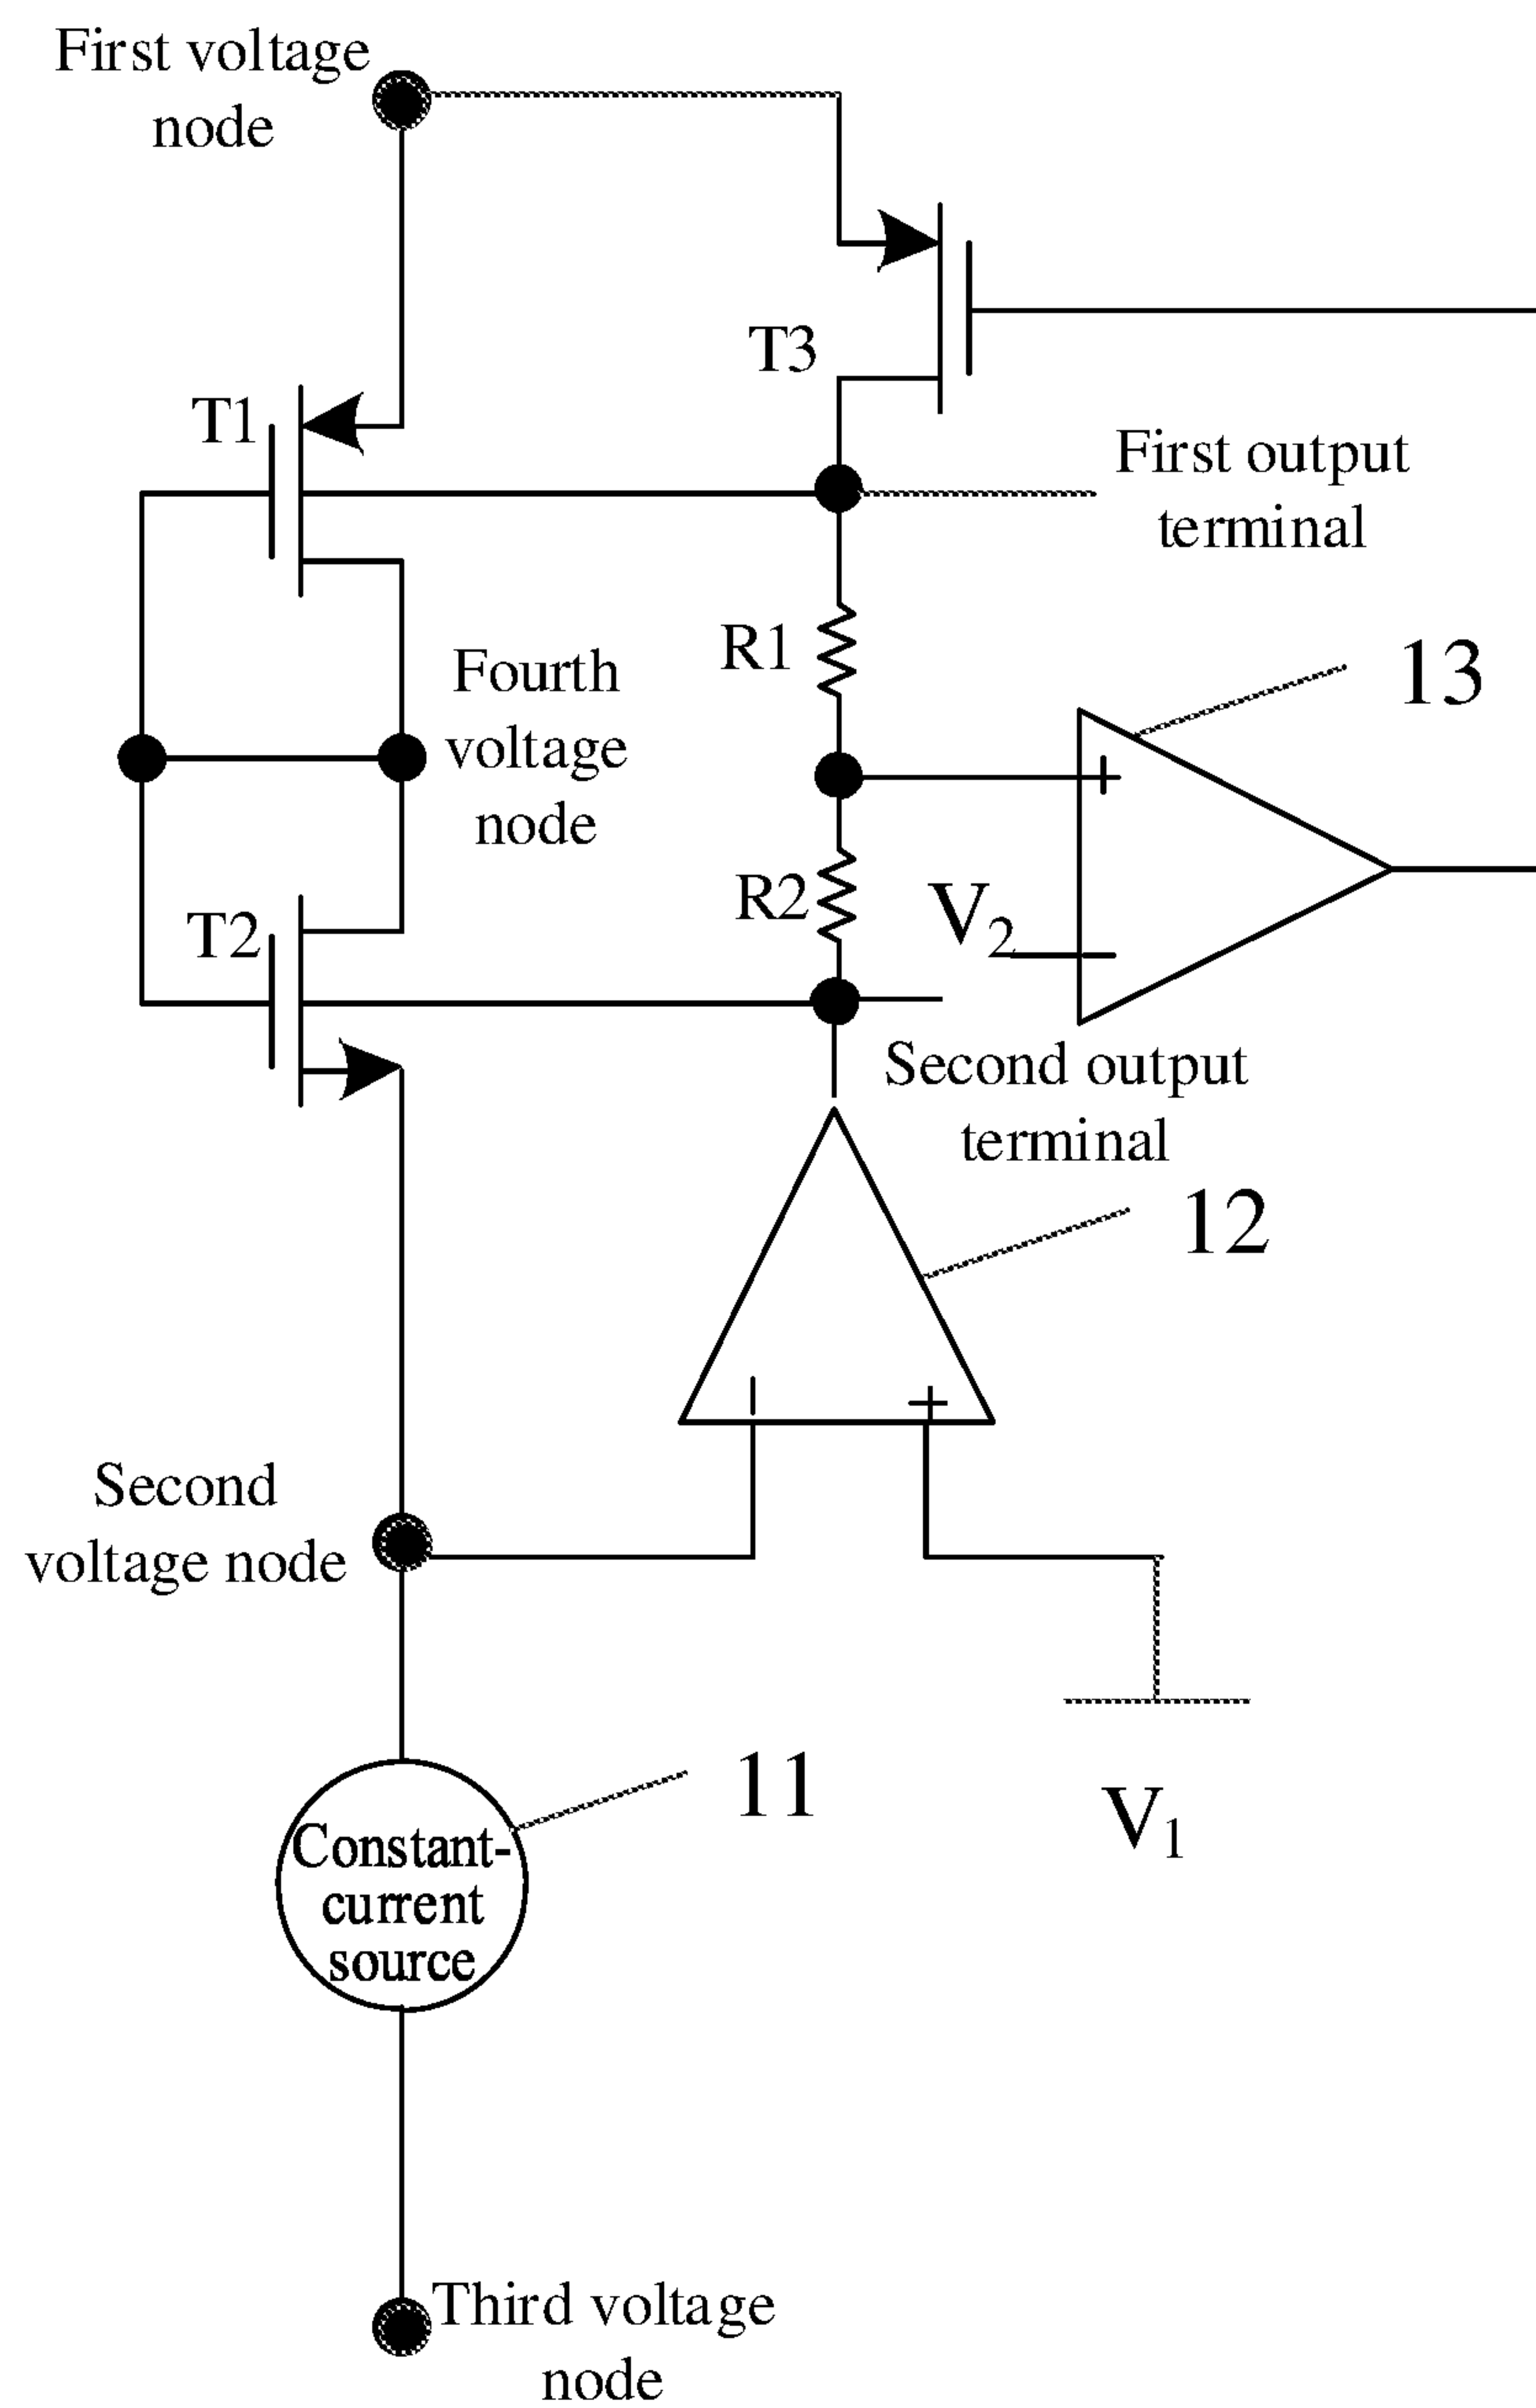 First voltage
node
T3
T1
First output
terminal
R1
Fourth
voltage
node
13
+
R2
V2
−
T2
Second output
terminal
12
−
+
Second
voltage node
11
Constant-
current
source
V1
Third voltage
node